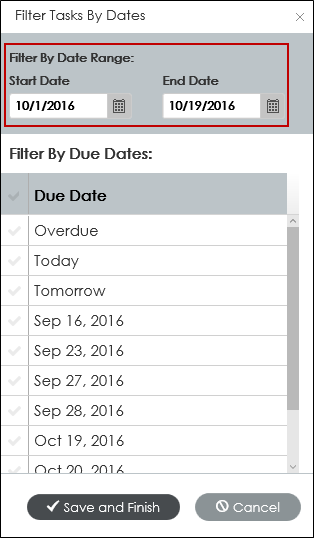 Filter Tasks By Dates
Filter By Date Range:
Start Date End Date
10/1/2016 10/19/2016
Filter By Due Dates:
Due Date
Overdue
Today
Tomorrow
Sep 16, 2016
Sep 23, 2016
Sep 27, 2016
Sep 28, 2016
Oct 19, 2016
Oct 20, 2016
Save and Finish Cancel